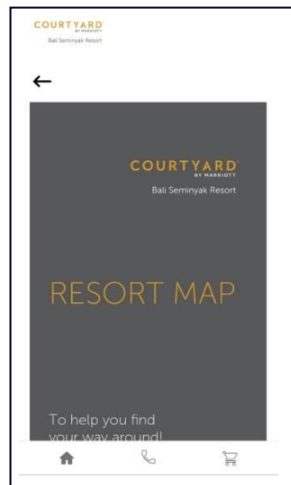 COURTYARD
BY MARRIOTT
Bali Seminyak Resort
COURTYARD
BY MARRIOTT
Bali Seminyak Resort
RESORT MAP
To help you find
your way around!